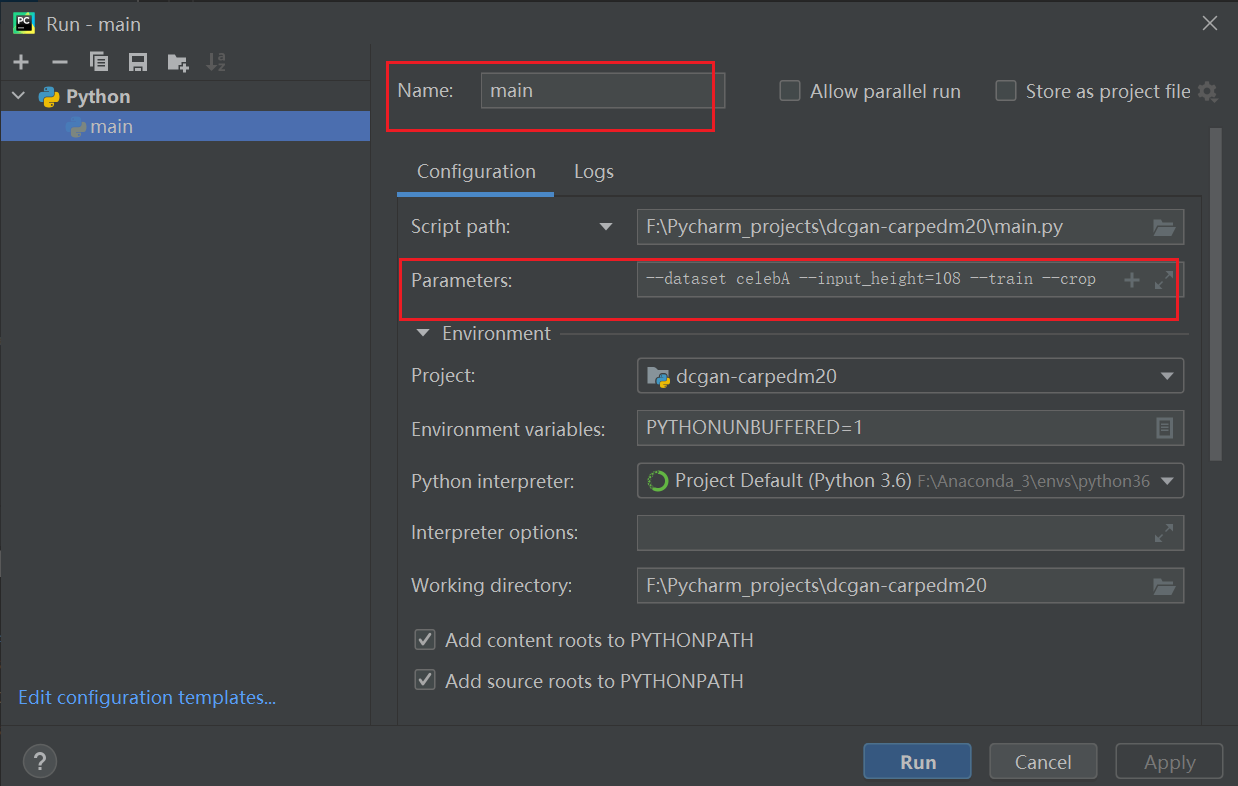 PC
Run - main
Python
main
Edit configuration templates...
Name: main
Allow parallel run
Store as project file
Configuration Logs
Script path: F:\Pycharm_projects\dcgan-carpedm20\main.py
Parameters: --dataset celebA --input_height=108 --train --crop
Environment
Project: dcgan-carpedm20
Environment variables: PYTHONUNBUFFERED=1
Python interpreter: Project Default (Python 3.6) F:\Anaconda_3\envs\python36
Interpreter options:
Working directory: F:\Pycharm_projects\dcgan-carpedm20
Add content roots to PYTHONPATH
Add source roots to PYTHONPATH
? Run Cancel Apply